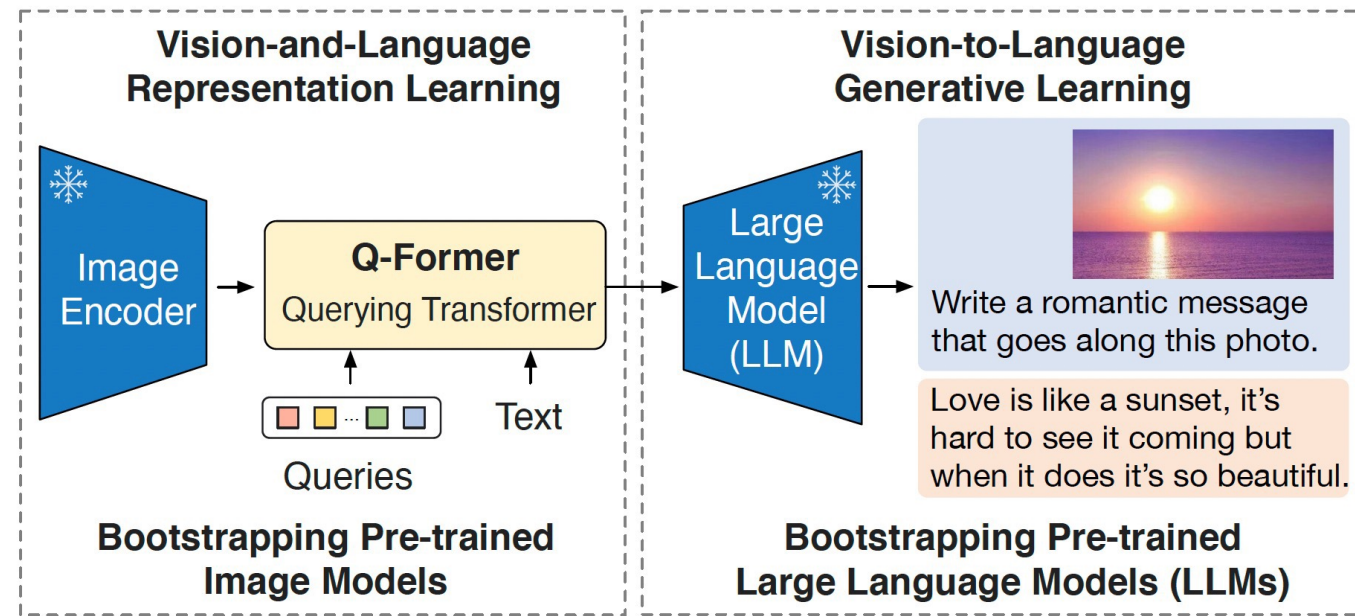 Vision-and-Language
Representation Learning
Image
Encoder
Q-Former
Querying Transformer
...
Queries
Text
Bootstrapping Pre-trained
Image Models
Vision-to-Language
Generative Learning
Large
Language
Model
(LLM)
Write a romantic message
that goes along this photo.
Love is like a sunset, it's
hard to see it coming but
when it does it's so beautiful.
Bootstrapping Pre-trained
Large Language Models (LLMs)